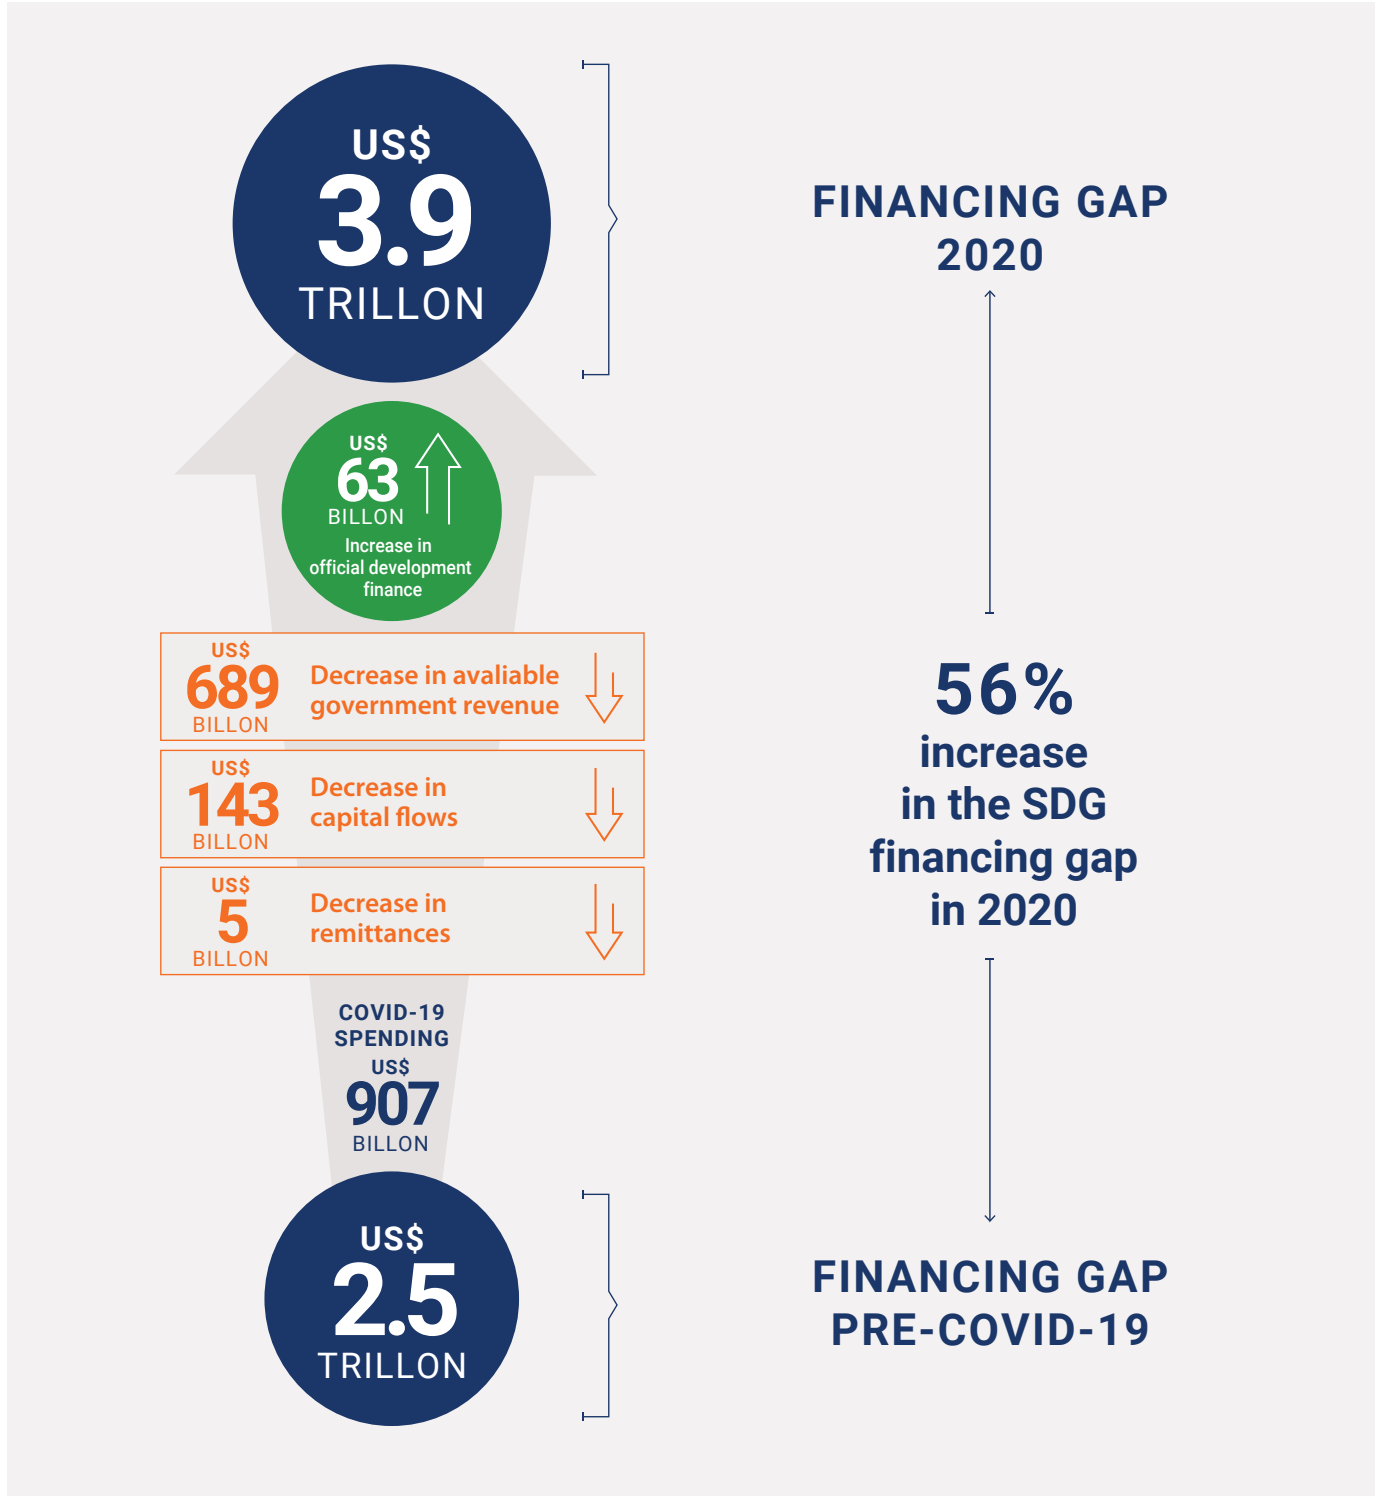 US$
3.9
TRILLON
FINANCING GAP
2020
US$
63
BILLON
Increase in
official development
finance
US$
689
BILLON
Decrease in avaliable
government revenue
US$
143
BILLON
Decrease in
capital flows
US$
5
BILLON
Decrease in
remittances
56%
increase
in the SDG
financing gap
in 2020
COVID-19
SPENDING
US$
907
BILLON
US$
2.5
TRILLON
FINANCING GAP
PRE-COVID-19